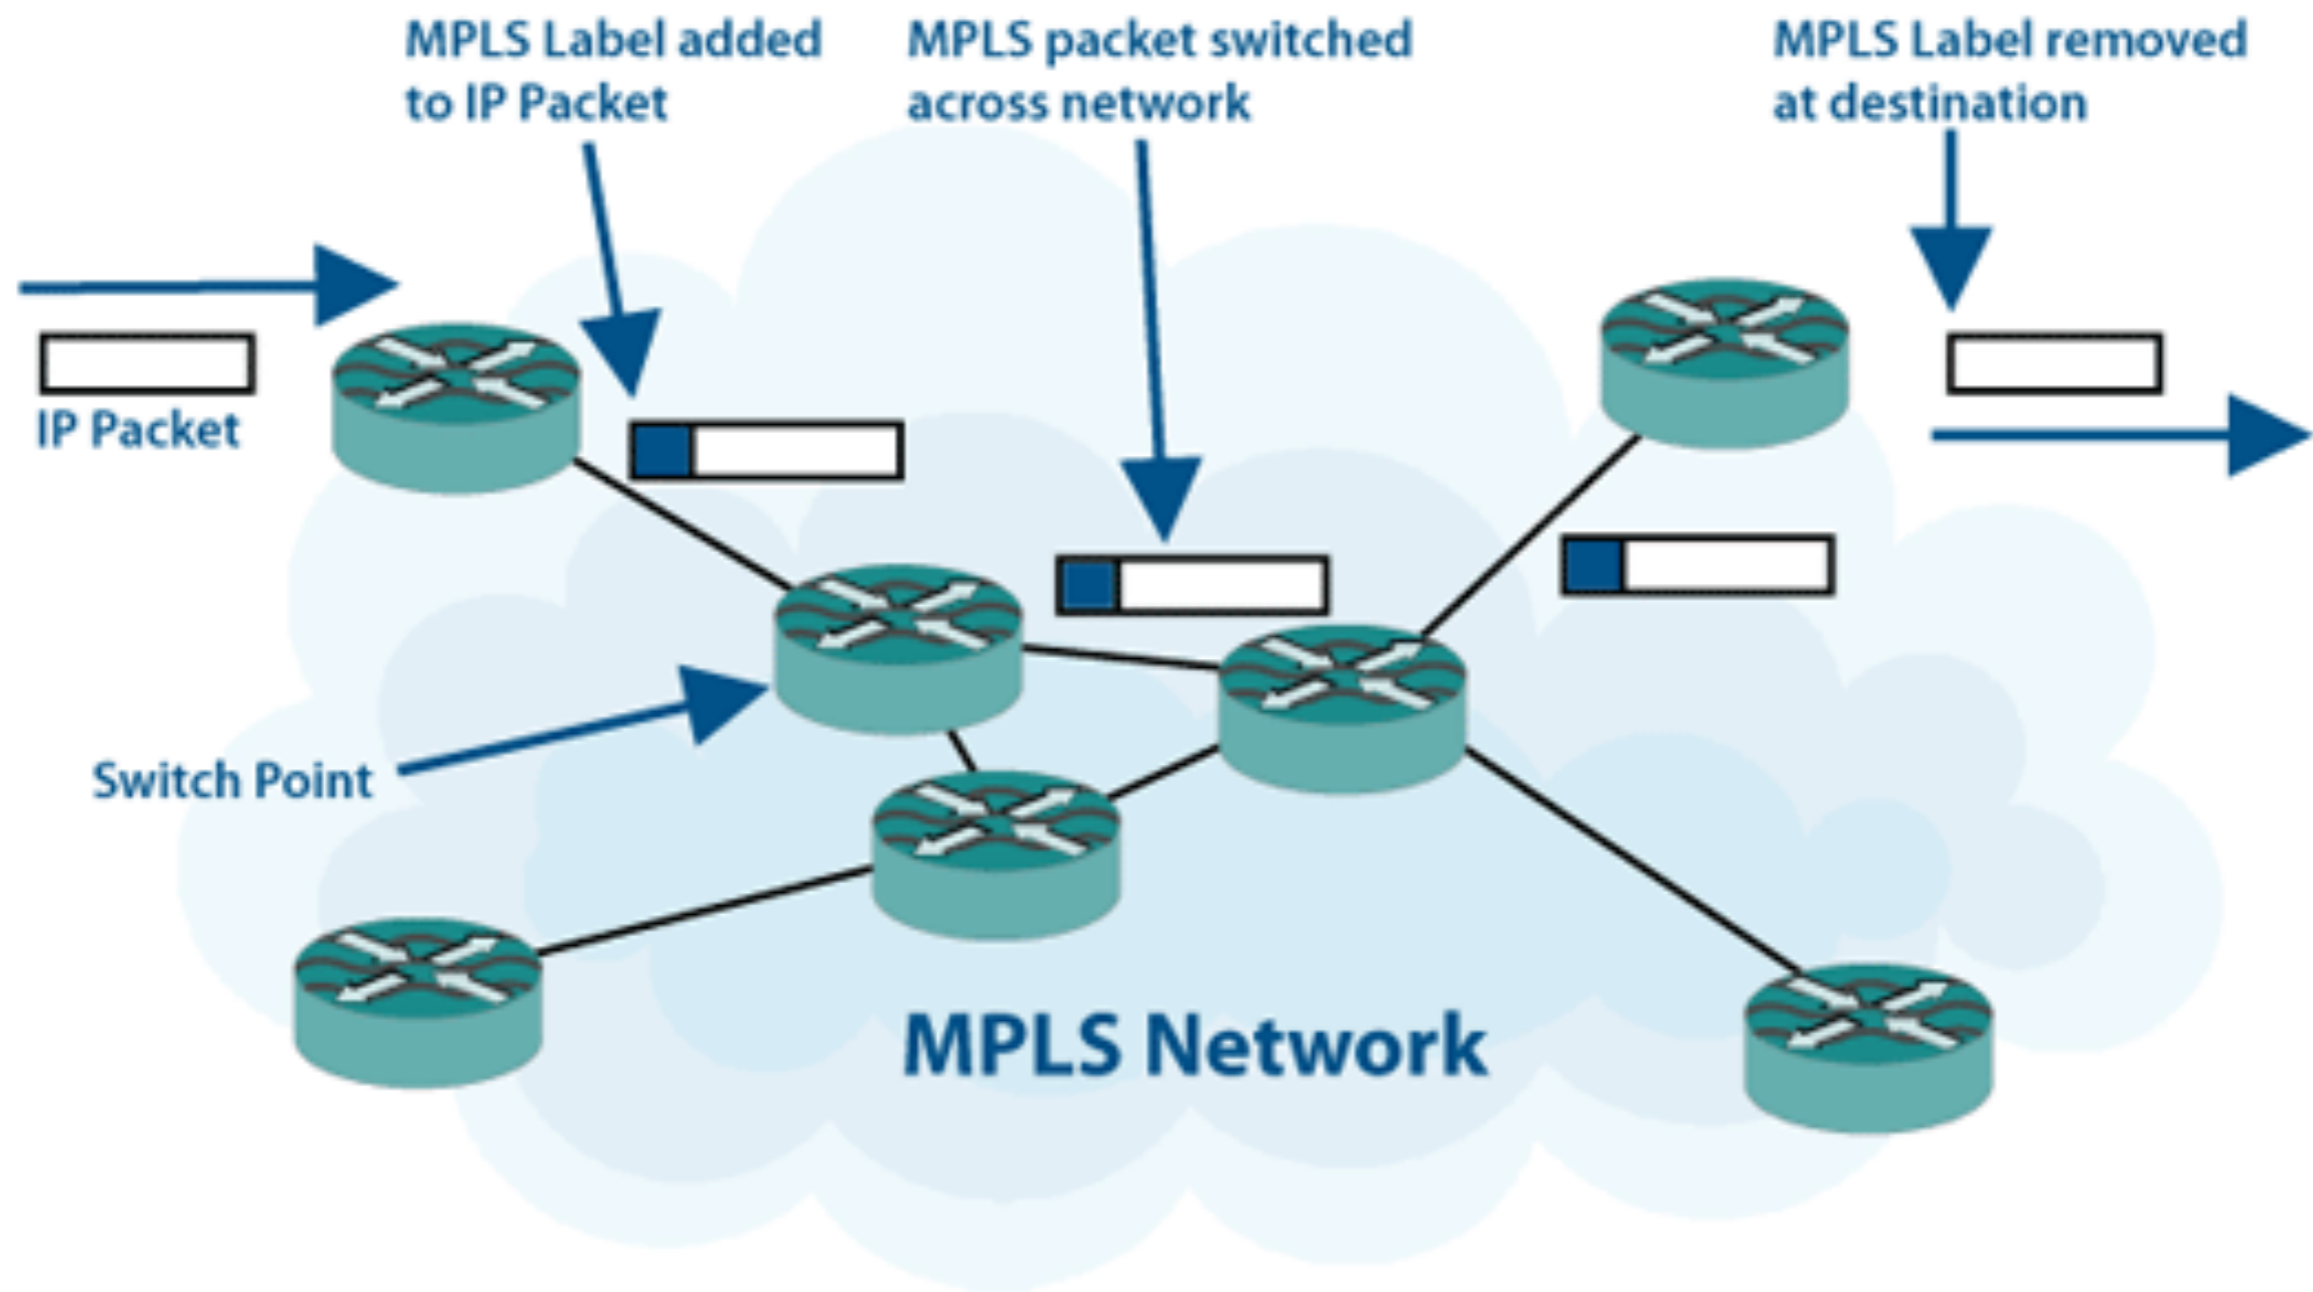 MPLS Label added
to IP Packet
MPLS packet switched
across network
MPLS Label removed
at destination
IP Packet
Switch Point
MPLS Network